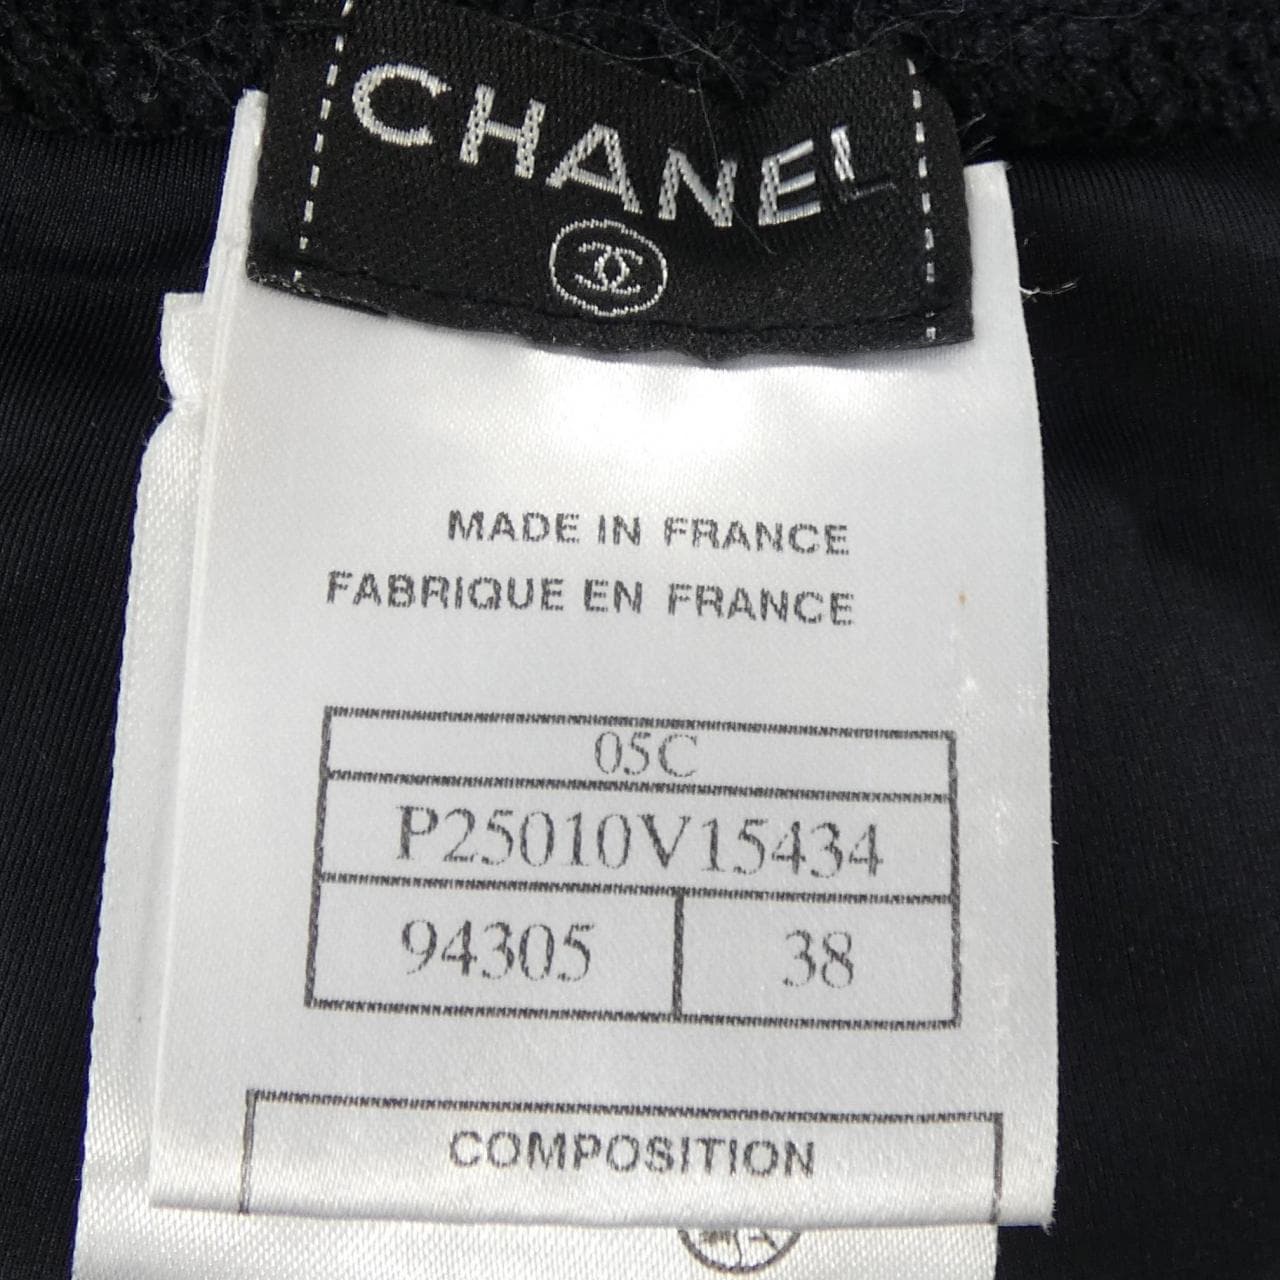 CHANEL
MADE IN FRANCE
FABRIQUE EN FRANCE
05C
P25010V15434
94305 38
COMPOSITION